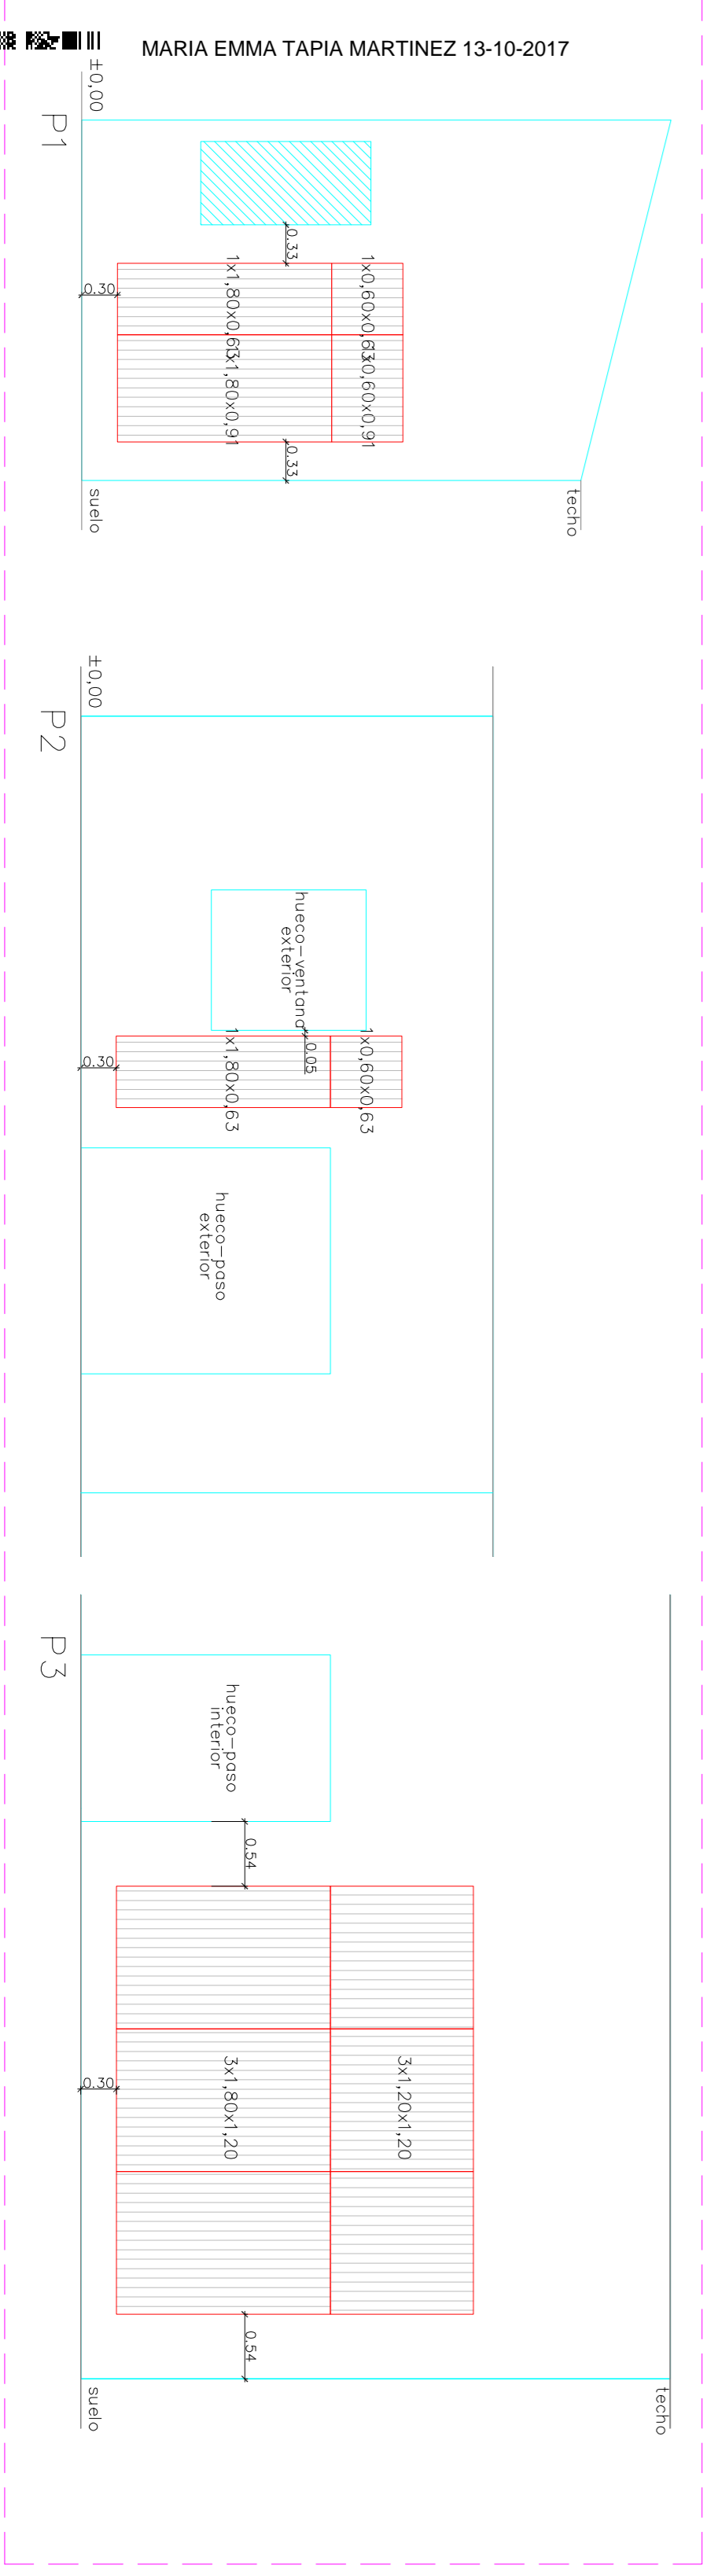 MARIA EMMA TAPIA MARTINEZ 13-10-2017
±0,00
P1
0.33
0.30
1x1,80x0,63
1x0,60x0,63
1x1,80x0,91
1x0,60x0,91
0.33
suelo
techo
±0,00
P2
hueco-ventana
exterior
0.05
0.30
1x1,80x0,63
1x0,60x0,63
hueco-paso
exterior
P3
hueco-paso
interior
0.54
0.30
3x1,80x1,20
3x1,20x1,20
0.54
suelo
techo